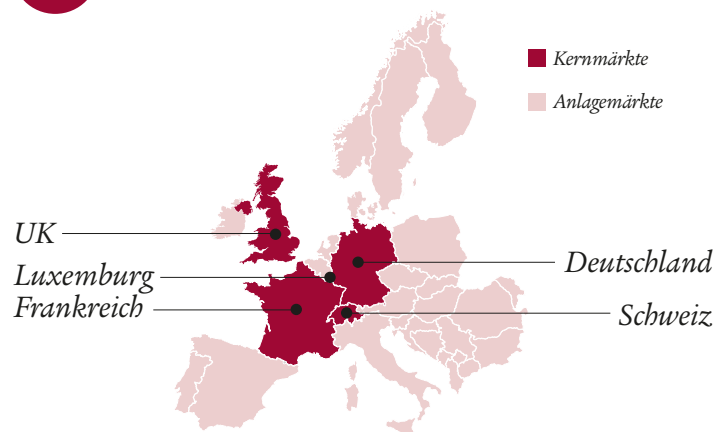 Kernmärkte
Anlagemärkte
UK
Luxemburg
Frankreich
Deutschland
Schweiz